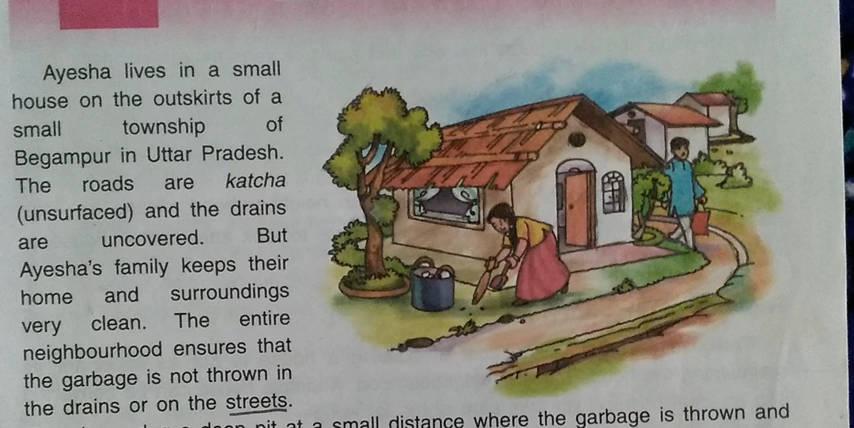 Ayesha lives in a small
house on the outskirts of a
small township of
Begampur in Uttar Pradesh.
The roads are katcha
(unsurfaced) and the drains
are uncovered. But
Ayesha's family keeps their
home and surroundings
very clean. The entire
neighbourhood ensures that
the garbage is not thrown in
the drains or on the streets.
deep pit at a small distance where the garbage is thrown and